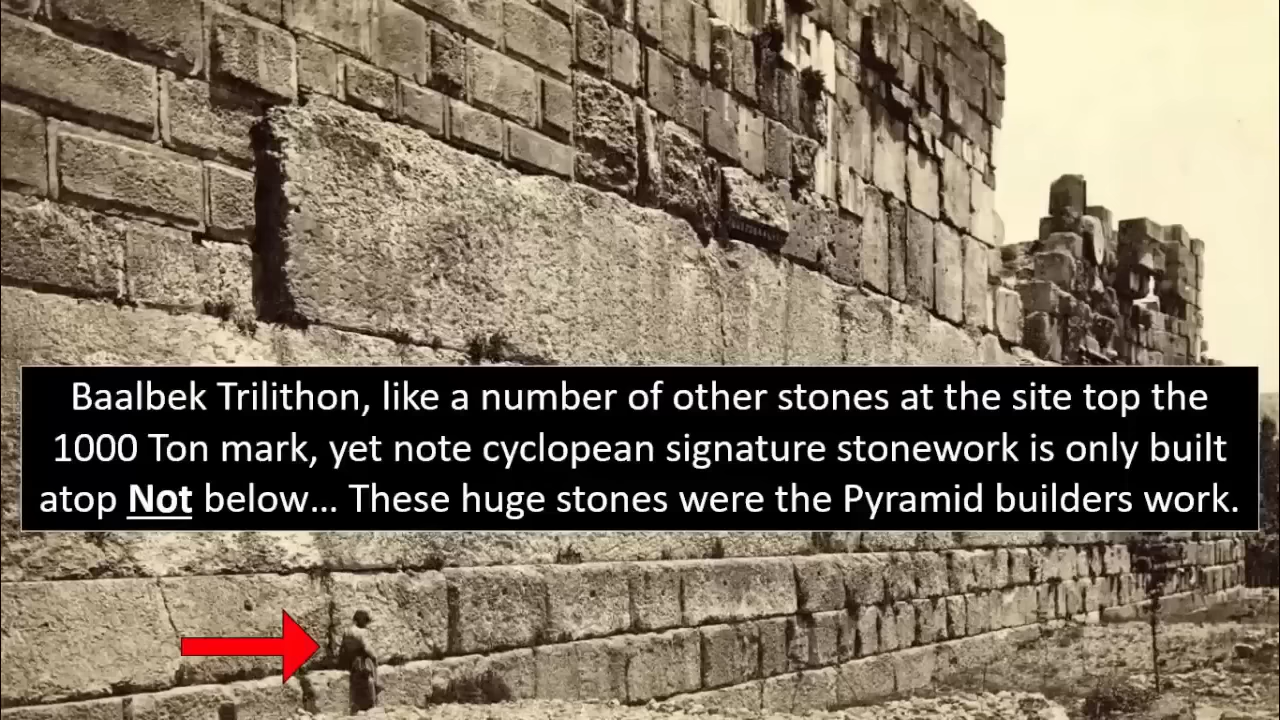 Baalbek Trilithon, like a number of other stones at the site top the
1000 Ton mark, yet note cyclopean signature stonework is only built
atop Not below... These huge stones were the Pyramid builders work.